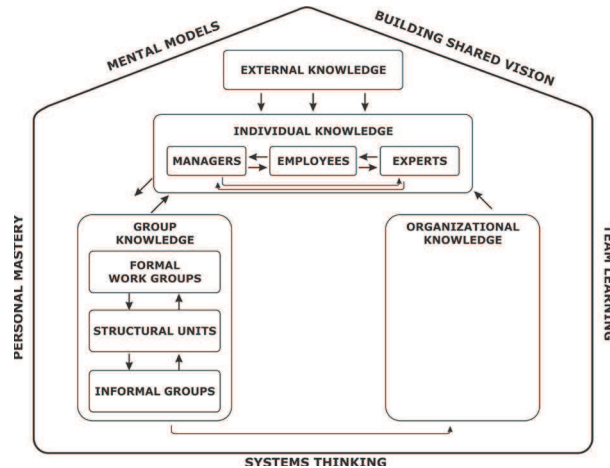 MENTAL MODELS
BUILDING SHARED VISION
EXTERNAL KNOWLEDGE
INDIVIDUAL KNOWLEDGE
MANAGERS
EMPLOYEES
EXPERTS
PERSONAL MASTERY
GROUP
KNOWLEDGE
FORMAL
WORK GROUPS
STRUCTURAL UNITS
INFORMAL GROUPS
ORGANIZATIONAL
KNOWLEDGE
TEAM LEARNING
SYSTEMS THINKING